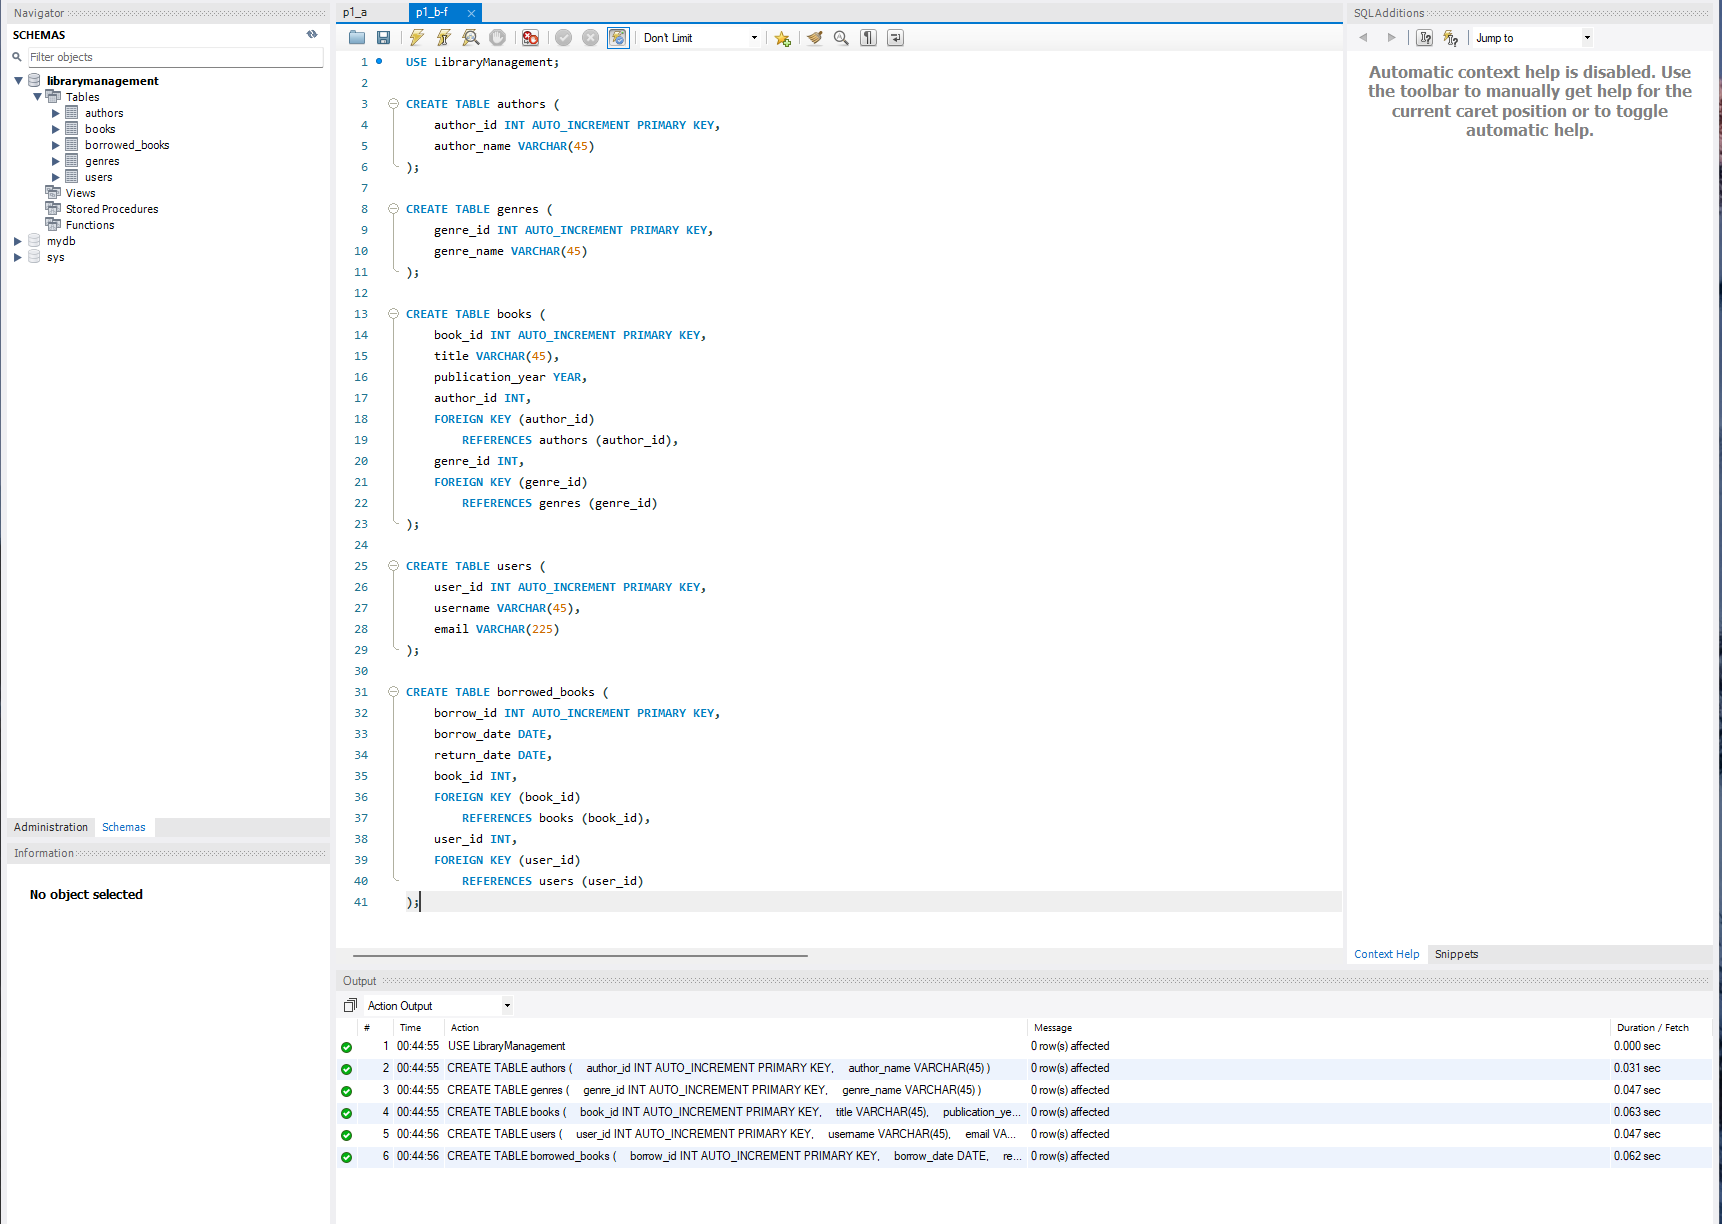 Navigator
SCHEMAS
Filter objects
librarymanagement
Tables
authors
books
borrowed_books
genres
users
Views
Stored Procedures
Functions
mydb
sys
Administration Schemas
Information
No object selected
p1_a p1_b-f
Don't Limit
1 USE LibraryManagement;
2
3 CREATE TABLE authors (
4 author_id INT AUTO_INCREMENT PRIMARY KEY,
5 author_name VARCHAR(45)
6 );
7
8 CREATE TABLE genres (
9 genre_id INT AUTO_INCREMENT PRIMARY KEY,
10 genre_name VARCHAR(45)
11 );
12
13 CREATE TABLE books (
14 book_id INT AUTO_INCREMENT PRIMARY KEY,
15 title VARCHAR(45),
16 publication_year YEAR,
17 author_id INT,
18 FOREIGN KEY (author_id)
19 REFERENCES authors (author_id),
20 genre_id INT,
21 FOREIGN KEY (genre_id)
22 REFERENCES genres (genre_id)
23 );
24
25 CREATE TABLE users (
26 user_id INT AUTO_INCREMENT PRIMARY KEY,
27 username VARCHAR(45),
28 email VARCHAR(225)
29 );
30
31 CREATE TABLE borrowed_books (
32 borrow_id INT AUTO_INCREMENT PRIMARY KEY,
33 borrow_date DATE,
34 return_date DATE,
35 book_id INT,
36 FOREIGN KEY (book_id)
37 REFERENCES books (book_id),
38 user_id INT,
39 FOREIGN KEY (user_id)
40 REFERENCES users (user_id)
41 );
SQLAdditions
Jump to
Automatic context help is disabled. Use
the toolbar to manually get help for the
current caret position or to toggle
automatic help.
Context Help Snippets
Output
Action Output
# Time Action Message Duration / Fetch
1 00:44:55 USE LibraryManagement 0 row(s) affected 0.000 sec
2 00:44:55 CREATE TABLE authors ( author_id INT AUTO_INCREMENT PRIMARY KEY, author_name VARCHAR(45) ) 0 row(s) affected 0.031 sec
3 00:44:55 CREATE TABLE genres ( genre_id INT AUTO_INCREMENT PRIMARY KEY, genre_name VARCHAR(45) ) 0 row(s) affected 0.047 sec
4 00:44:55 CREATE TABLE books ( book_id INT AUTO_INCREMENT PRIMARY KEY, title VARCHAR(45), publication_ye... 0 row(s) affected 0.063 sec
5 00:44:56 CREATE TABLE users ( user_id INT AUTO_INCREMENT PRIMARY KEY, username VARCHAR(45), email VA... 0 row(s) affected 0.047 sec
6 00:44:56 CREATE TABLE borrowed_books ( borrow_id INT AUTO_INCREMENT PRIMARY KEY, borrow_date DATE, re... 0 row(s) affected 0.062 sec